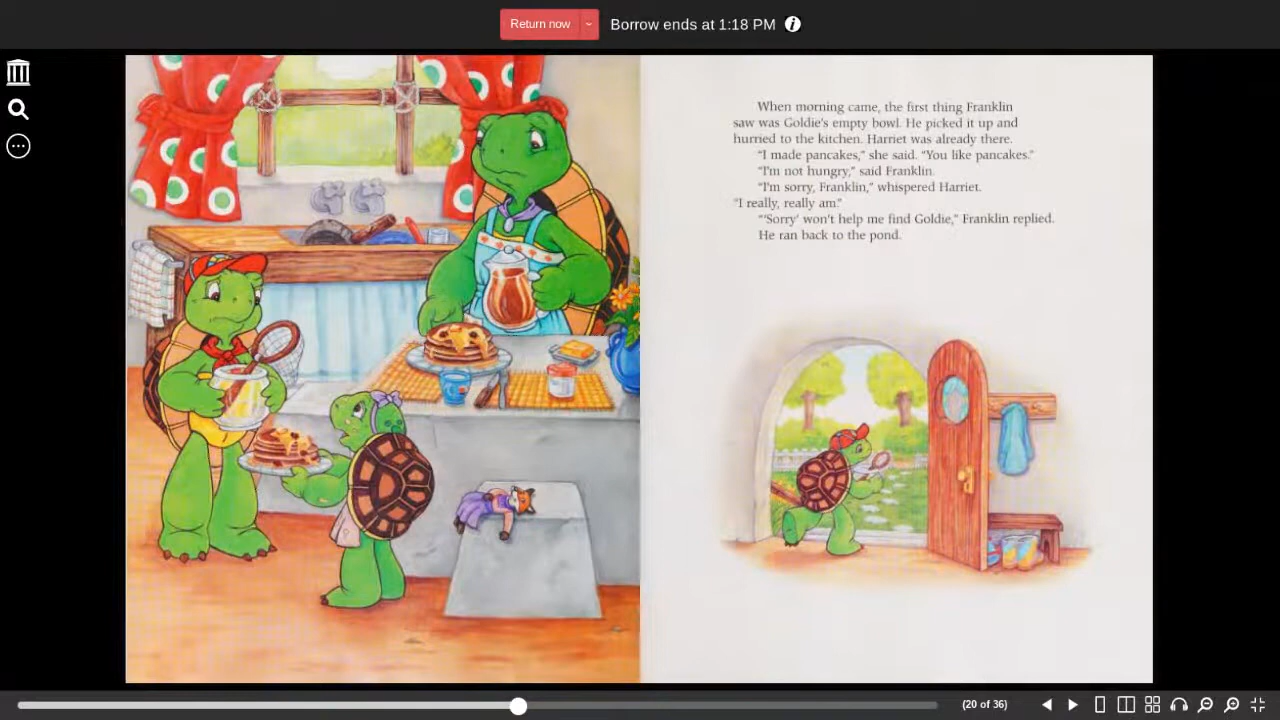 Return now
Borrow ends at 1:18 PM
When morning came, the first thing Franklin
saw was Goldie's empty bowl. He picked it up and
hurried to the kitchen. Harriet was already there.
"I made pancakes," she said. "You like pancakes."
"I'm not hungry," said Franklin.
"I'm sorry, Franklin," whispered Harriet.
"I really, really am."
"'Sorry' won't help me find Goldie," Franklin replied.
He ran back to the pond.
(20 of 36)